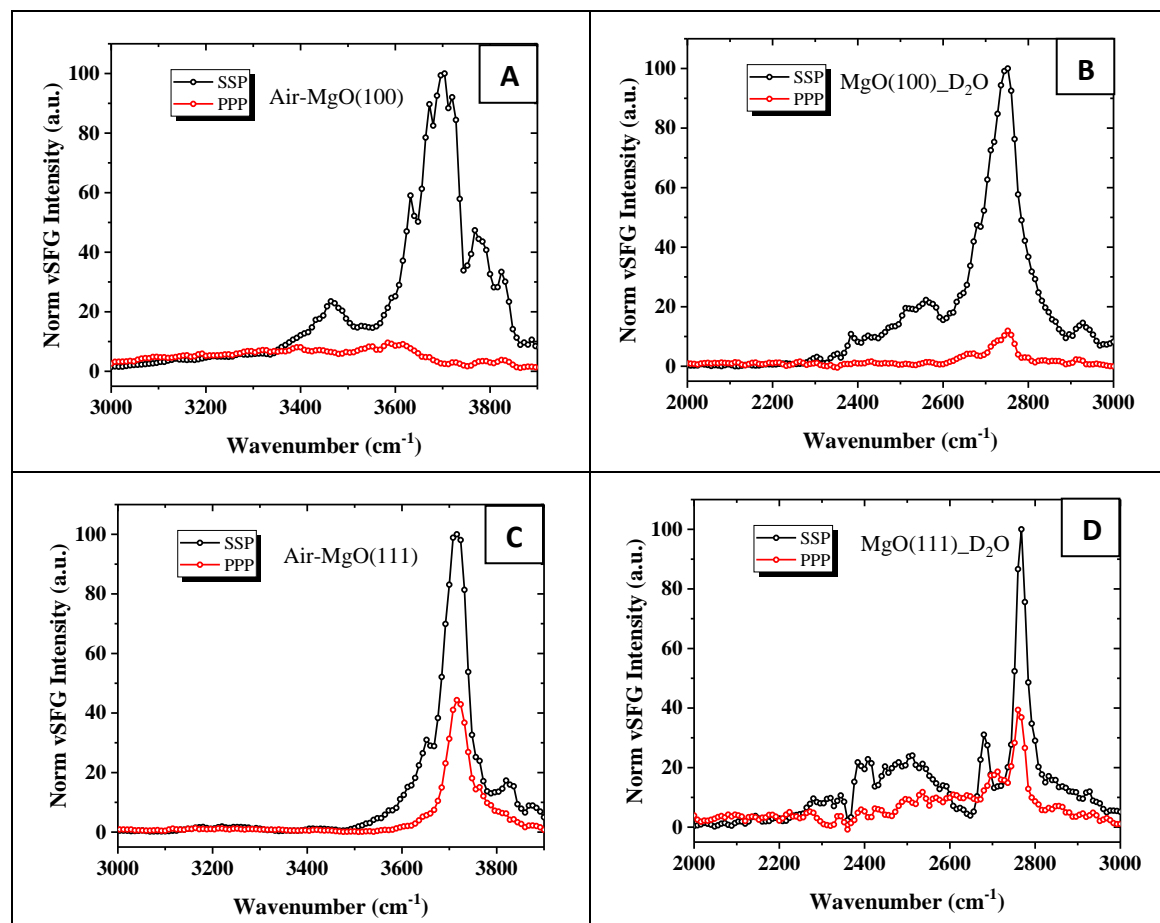 A
SSP
PPP
Air-MgO(100)
Norm vSFG Intensity (a.u.)
100
80
60
40
20
0
3000 3200 3400 3600 3800
Wavenumber (cm-1)
B
SSP
PPP
MgO(100)_D2O
Norm vSFG Intensity (a.u.)
100
80
60
40
20
0
2000 2200 2400 2600 2800 3000
Wavenumber (cm-1)
C
SSP
PPP
Air-MgO(111)
Norm vSFG Intensity (a.u.)
100
80
60
40
20
0
3000 3200 3400 3600 3800
Wavenumber (cm-1)
D
SSP
PPP
MgO(111)_D2O
Norm vSFG Intensity (a.u.)
100
80
60
40
20
0
2000 2200 2400 2600 2800 3000
Wavenumber (cm-1)